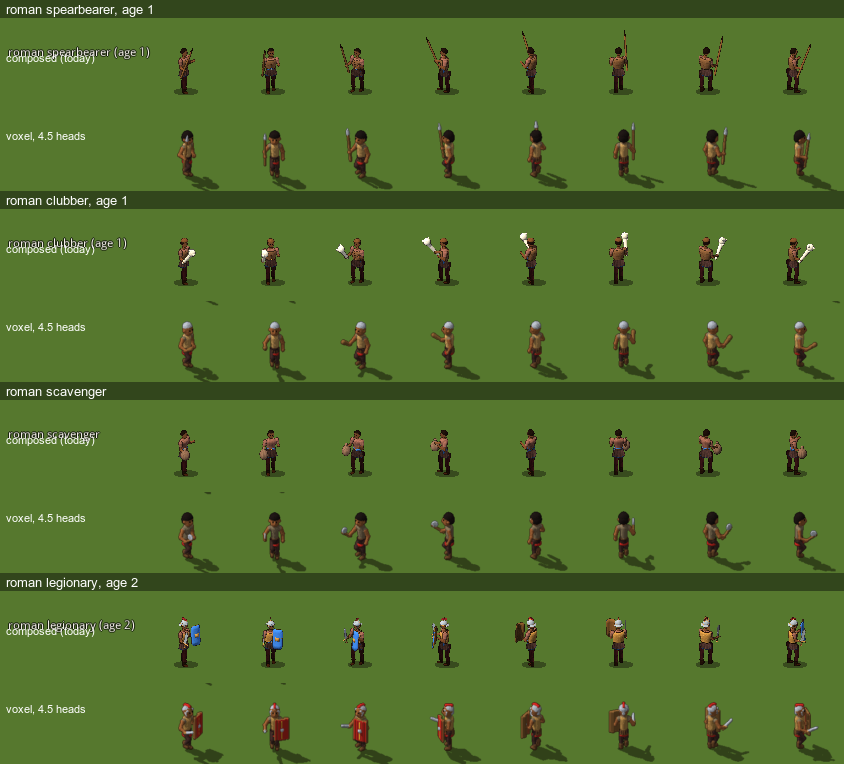 roman spearbearer, age 1
roman spearbearer (age 1)
composed (today)
voxel, 4.5 heads
roman clubber, age 1
roman clubber (age 1)
composed (today)
voxel, 4.5 heads
roman scavenger
roman scavenger
composed (today)
voxel, 4.5 heads
roman legionary, age 2
roman legionary (age 2)
composed (today)
voxel, 4.5 heads